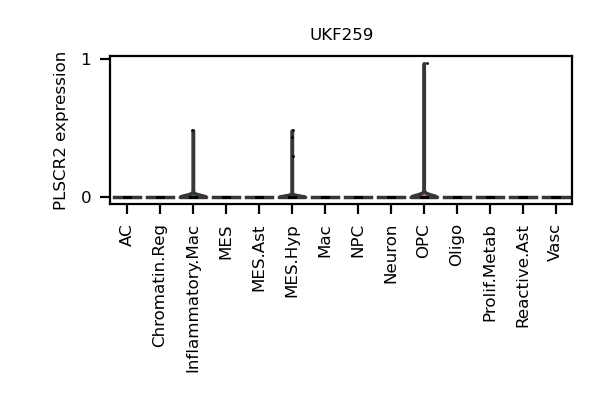 UKF259
PLSCR2 expression
1
0
AC
Chromatin.Reg
Inflammatory.Mac
MES
MES.Ast
MES.Hyp
Mac
NPC
Neuron
OPC
Oligo
Prolif.Metab
Reactive.Ast
Vasc